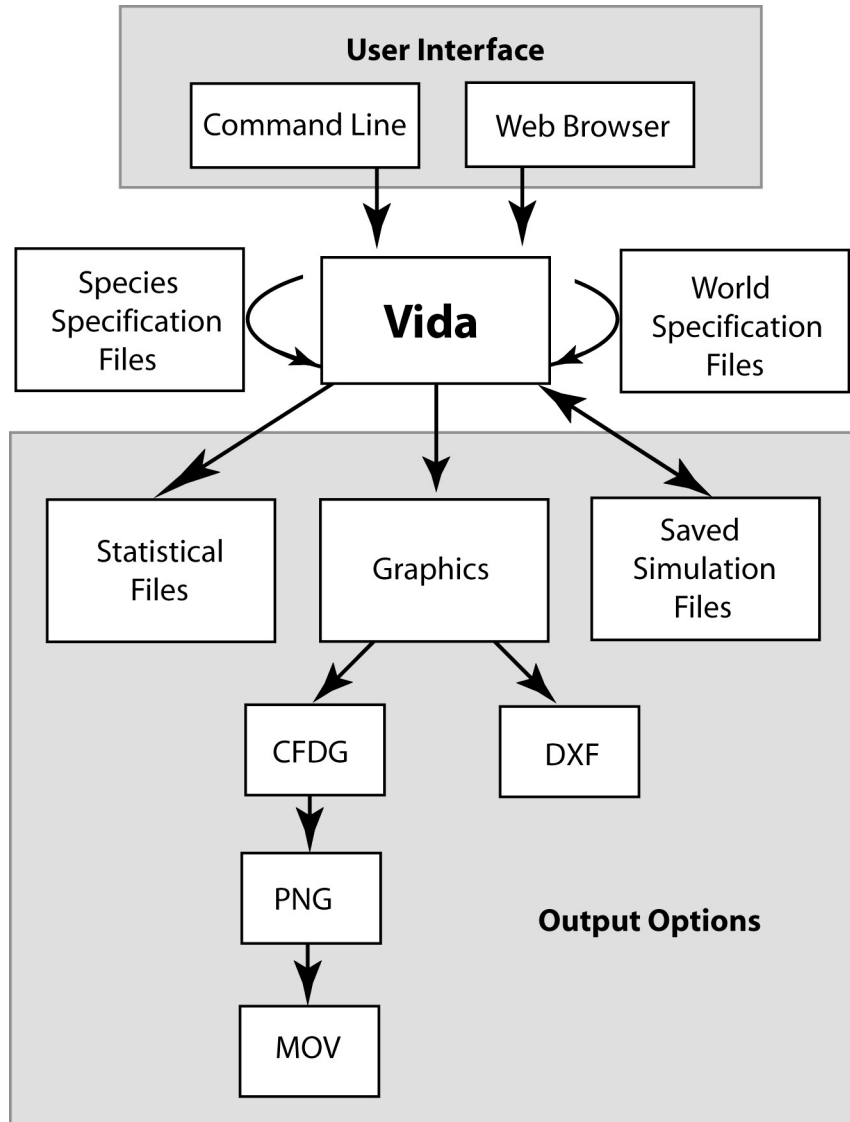 User Interface
Command Line
Web Browser
Species
Specification
Files
Vida
World
Specification
Files
Statistical
Files
Graphics
Saved
Simulation
Files
CFDG
DXF
PNG
Output Options
MOV